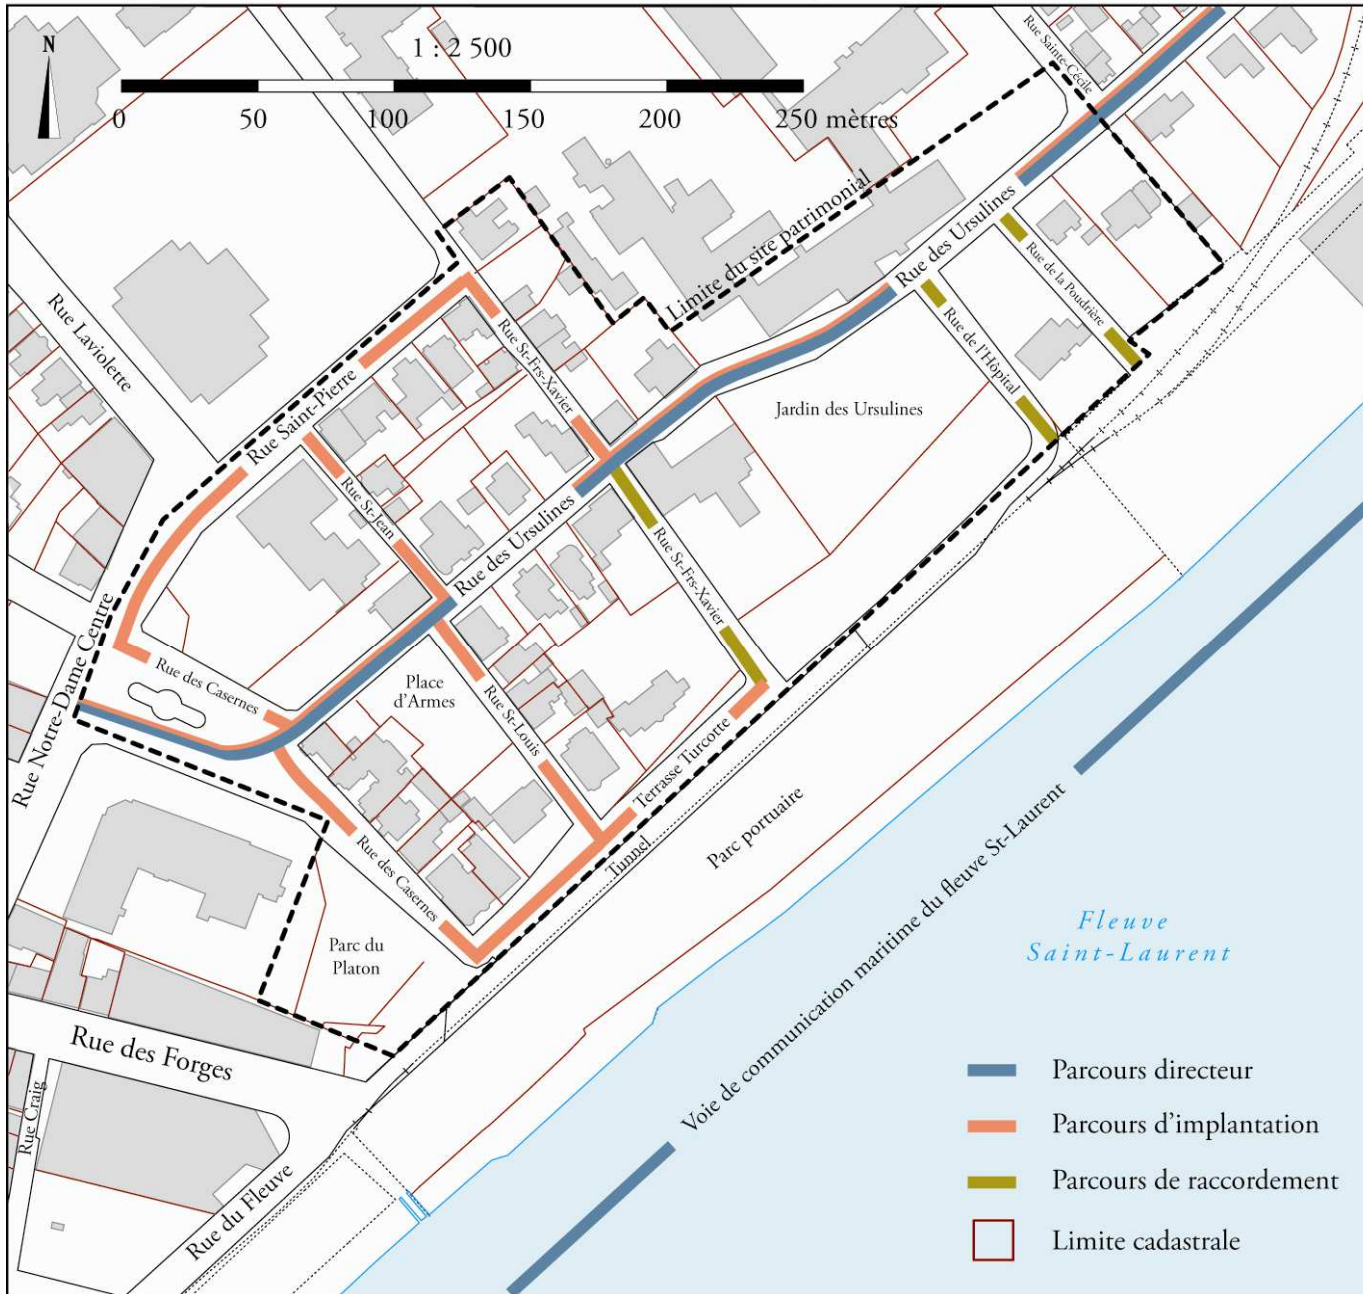 N
1 : 2 500
0 50 100 150 200 250 mètres
Rue Sainte-Cécile
Limite du site patrimonial
Rue des Ursulines
Rue de la Poudrière
Rue de l'Hôpital
Rue Laviolette
Rue Saint-Pierre
Rue St-Frs-Xavier
Jardin des Ursulines
Rue St-Jean
Rue des Ursulines
Rue St-Frs-Xavier
Rue Notre-Dame Centre
Rue des Casernes
Place
d'Armes
Rue St-Louis
Terrasse Turcotte
Tunnel
Parc portuaire
Rue des Casernes
Parc du
Platon
Voie de communication maritime du fleuve St-Laurent
Fleuve
Saint-Laurent
Rue des Forges
Rue Craig
Rue du Fleuve
Parcours directeur
Parcours d'implantation
Parcours de raccordement
Limite cadastrale